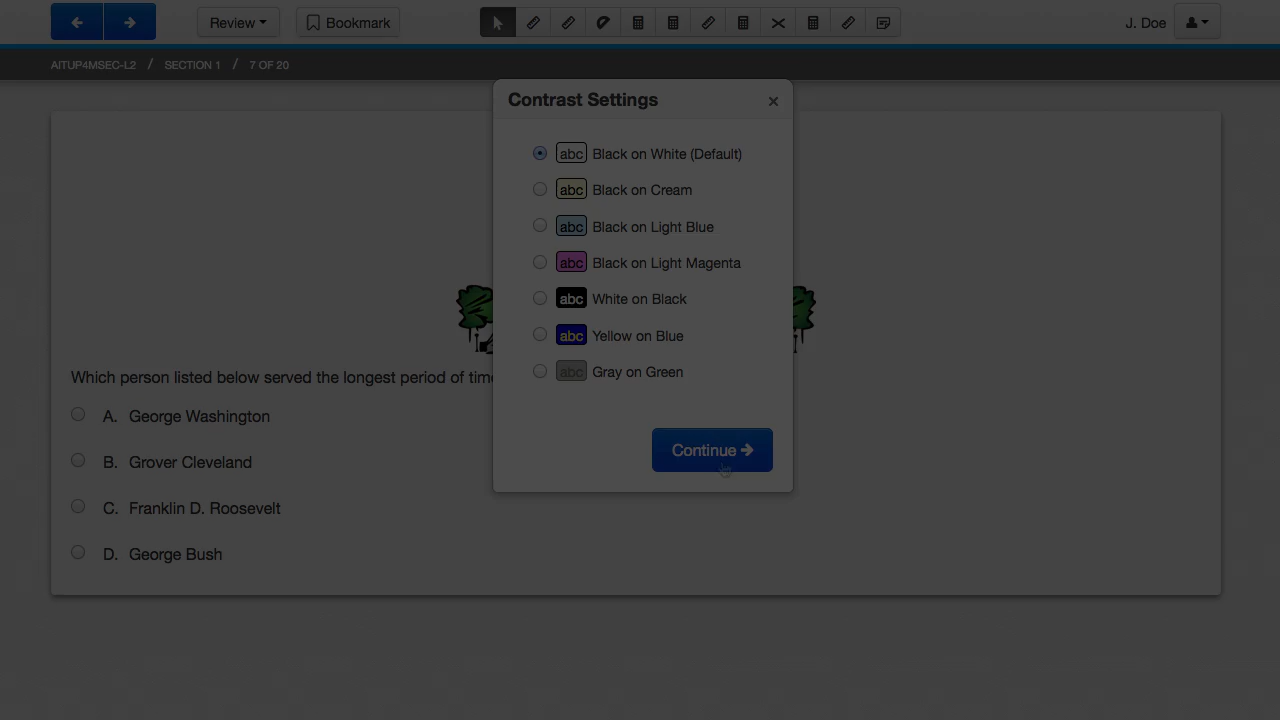 Review
Bookmark
J. Doe
AITUP4MSEC-L2 / SECTION 1 / 7 OF 20
Contrast Settings
×
abc Black on White (Default)
abc Black on Cream
abc Black on Light Blue
abc Black on Light Magenta
abc White on Black
abc Yellow on Blue
abc Gray on Green
Continue
Which person listed below served the longest period of time
A. George Washington
B. Grover Cleveland
C. Franklin D. Roosevelt
D. George Bush